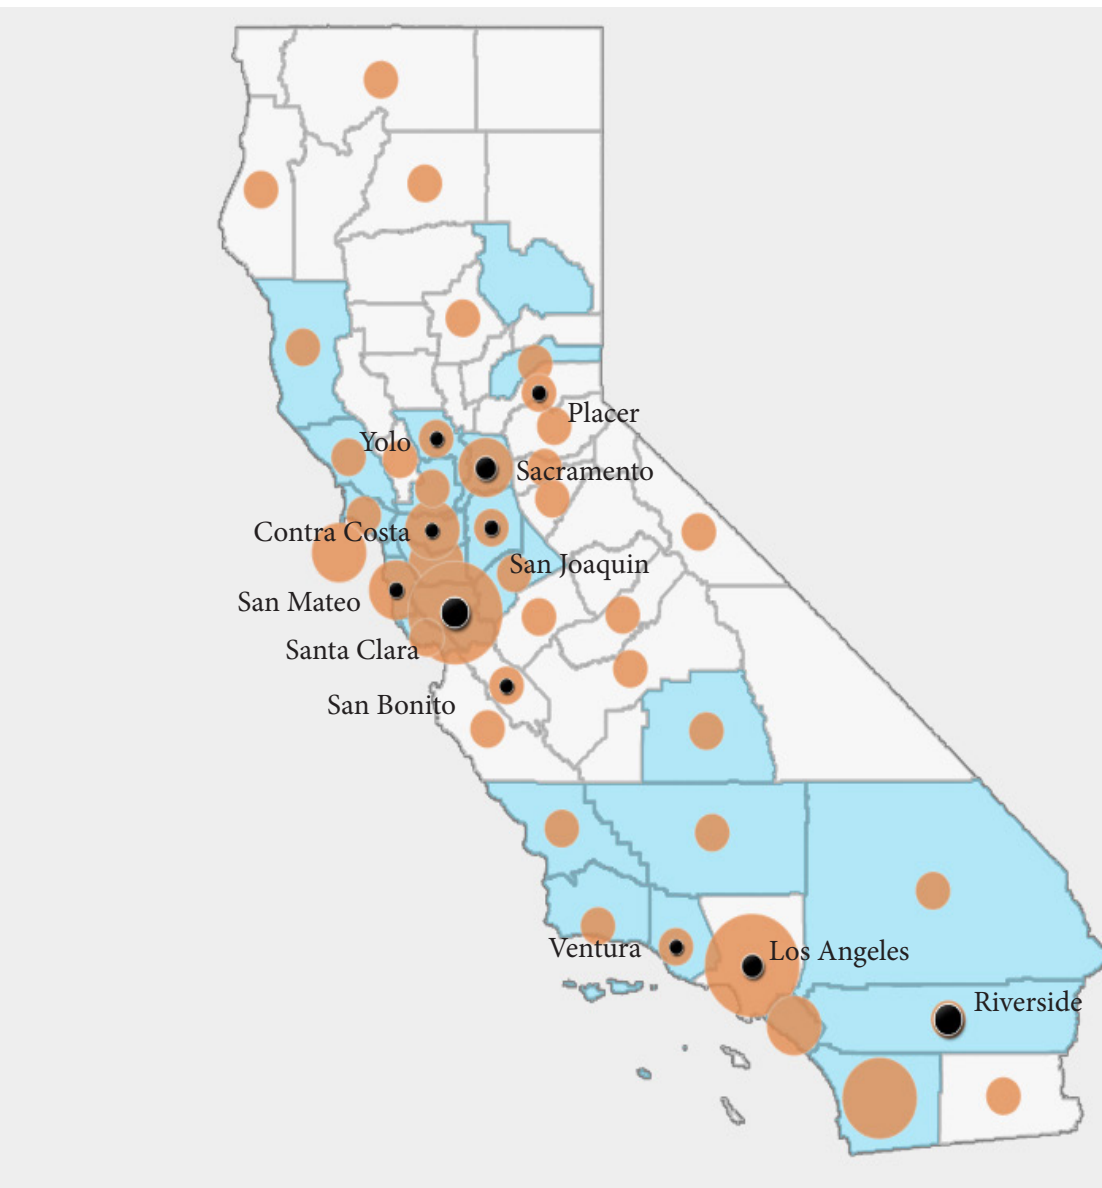 Placer
Yolo
Sacramento
Contra Costa
San Joaquin
San Mateo
Santa Clara
San Bonito
Ventura
Los Angeles
Riverside